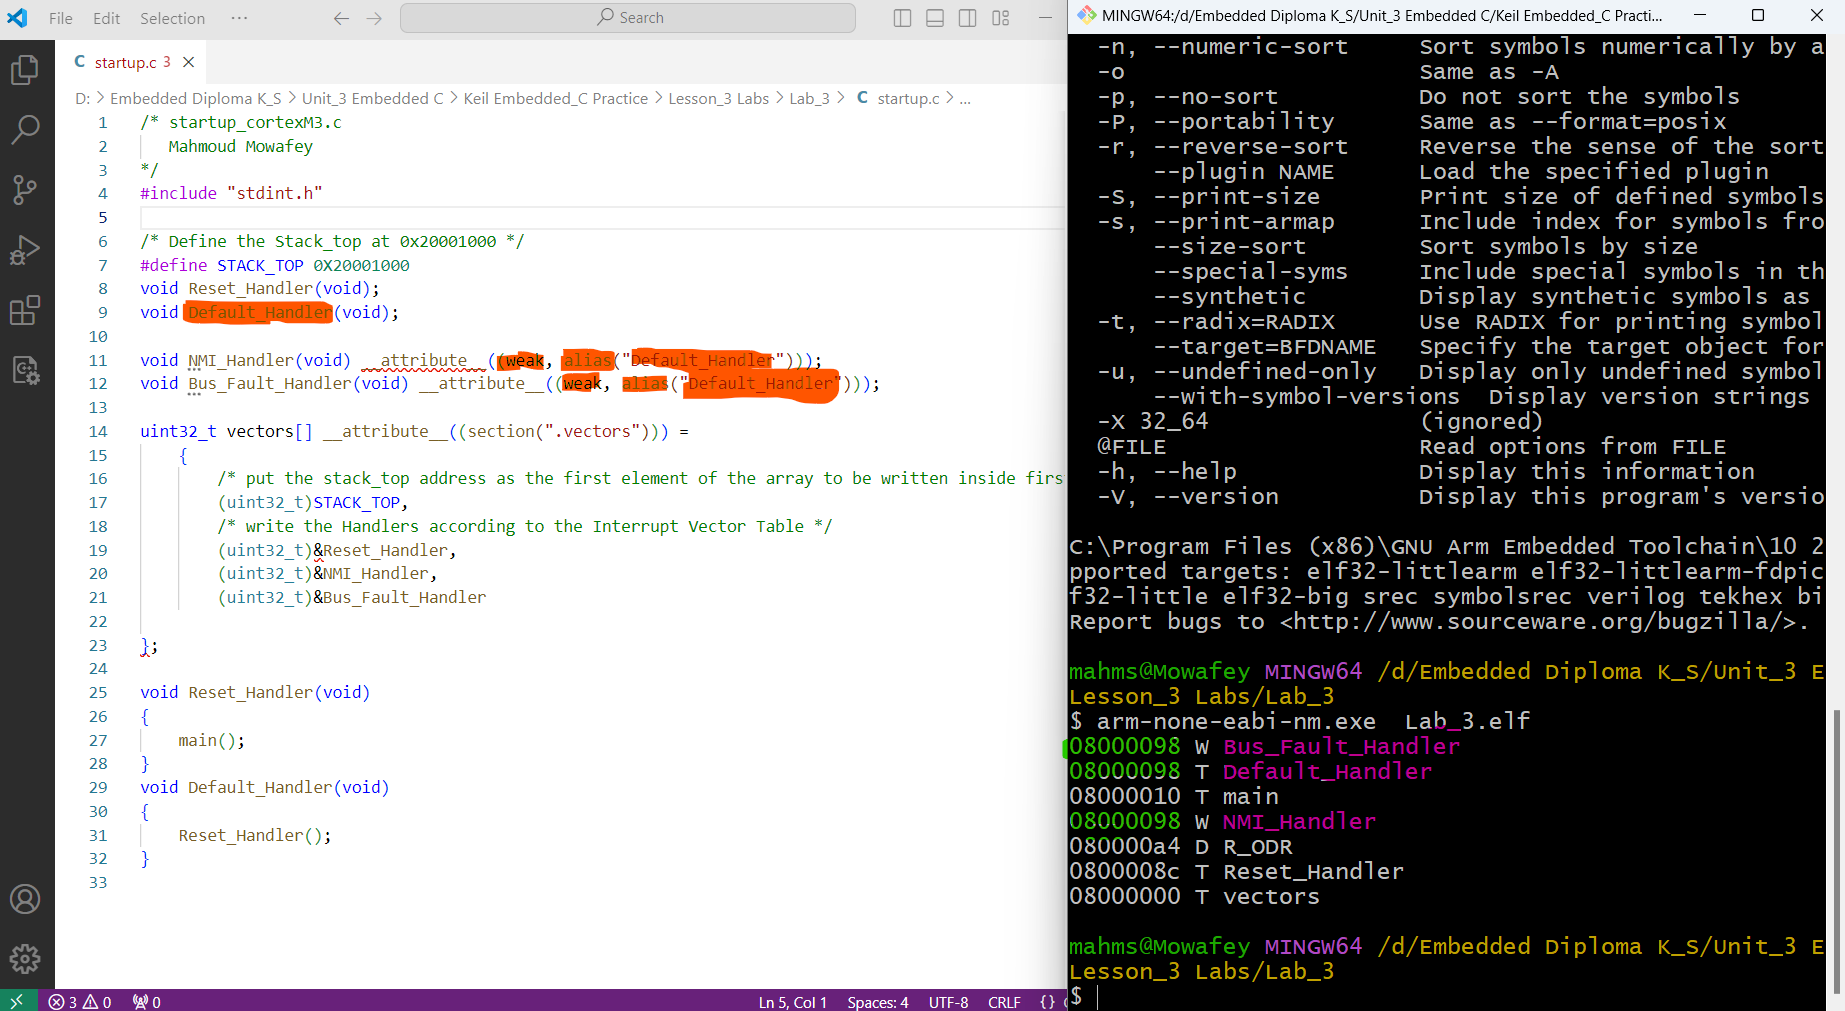 File Edit Selection ··· Search
startup.c 3
D: > Embedded Diploma K_S > Unit_3 Embedded C > Keil Embedded_C Practice > Lesson_3 Labs > Lab_3 > C startup.c > ...
1 /* startup_cortexM3.c
2 Mahmoud Mowafey
3 */
4 #include "stdint.h"
5
6 /* Define the Stack_top at 0x20001000 */
7 #define STACK_TOP 0X20001000
8 void Reset_Handler(void);
9 void Default_Handler(void);
10
11 void NMI_Handler(void) __attribute__((weak, alias("Default_Handler")));
12 void Bus_Fault_Handler(void) __attribute__((weak, alias("Default_Handler")));
13
14 uint32_t vectors[] __attribute__((section(".vectors"))) =
15 {
16 /* put the stack_top address as the first element of the array to be written inside firs
17 (uint32_t)STACK_TOP,
18 /* write the Handlers according to the Interrupt Vector Table */
19 (uint32_t)&Reset_Handler,
20 (uint32_t)&NMI_Handler,
21 (uint32_t)&Bus_Fault_Handler
22
23 };
24
25 void Reset_Handler(void)
26 {
27 main();
28 }
29 void Default_Handler(void)
30 {
31 Reset_Handler();
32 }
33
3 0 0
Ln 5, Col 1 Spaces: 4 UTF-8 CRLF {}
MINGW64:/d/Embedded Diploma K_S/Unit_3 Embedded C/Keil Embedded_C Practi...
-n, --numeric-sort Sort symbols numerically by a
-o Same as -A
-p, --no-sort Do not sort the symbols
-P, --portability Same as --format=posix
-r, --reverse-sort Reverse the sense of the sort
--plugin NAME Load the specified plugin
-S, --print-size Print size of defined symbols
-s, --print-armap Include index for symbols fro
--size-sort Sort symbols by size
--special-syms Include special symbols in th
--synthetic Display synthetic symbols as
-t, --radix=RADIX Use RADIX for printing symbol
--target=BFDNAME Specify the target object for
-u, --undefined-only Display only undefined symbol
--with-symbol-versions Display version strings
-X 32_64 (ignored)
@FILE Read options from FILE
-h, --help Display this information
-V, --version Display this program's versio
C:\Program Files (x86)\GNU Arm Embedded Toolchain\10 2
pported targets: elf32-littlearm elf32-littlearm-fdpic
f32-little elf32-big srec symbolsrec verilog tekhex bi
Report bugs to <http://www.sourceware.org/bugzilla/>.
mahms@Mowafey MINGW64 /d/Embedded Diploma K_S/Unit_3 E
Lesson_3 Labs/Lab_3
$ arm-none-eabi-nm.exe Lab_3.elf
08000098 W Bus_Fault_Handler
08000098 T Default_Handler
08000010 T main
08000098 W NMI_Handler
080000a4 D R_ODR
0800008c T Reset_Handler
08000000 T vectors
mahms@Mowafey MINGW64 /d/Embedded Diploma K_S/Unit_3 E
Lesson_3 Labs/Lab_3
$